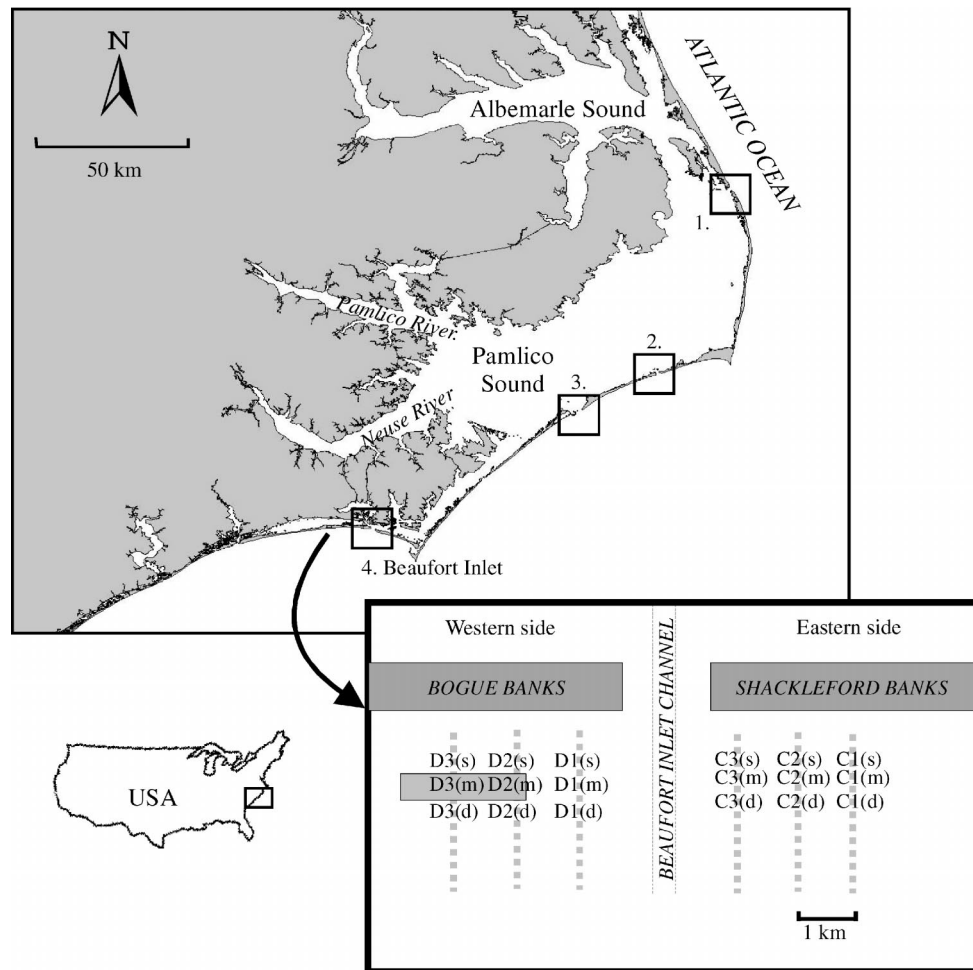 N
50 km
Albemarle Sound
ATLANTIC OCEAN
1.
Pamlico River.
2.
Pamlico
Sound
3.
Neuse River
4. Beaufort Inlet
Western side
Eastern side
BEAUFORT INLET CHANNEL
BOGUE BANKS
SHACKLEFORD BANKS
D3(s) D2(s) D1(s)
D3(m) D2(m) D1(m)
D3(d) D2(d) D1(d)
C3(s) C2(s) C1(s)
C3(m) C2(m) C1(m)
C3(d) C2(d) C1(d)
1 km
USA